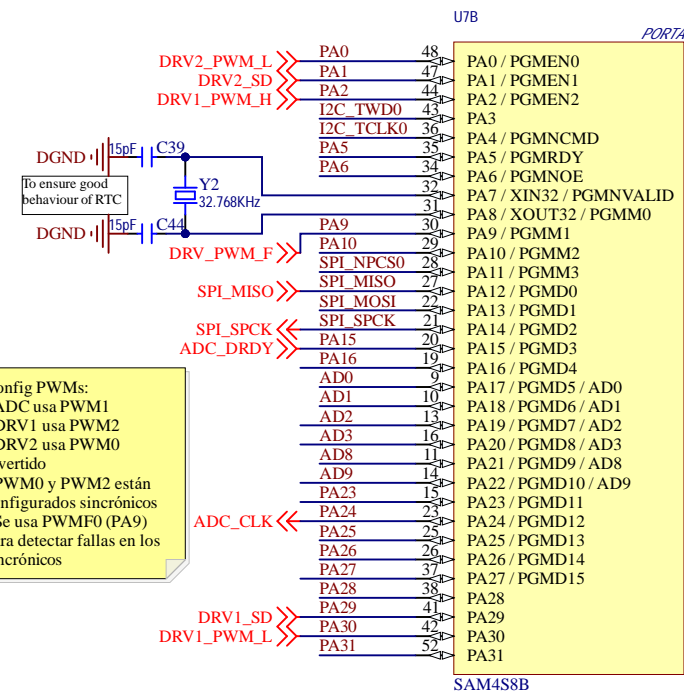 U7B
PORTA
DRV2_PWM_L PA0 48 PA0 / PGMEN0
DRV2_SD PA1 47 PA1 / PGMEN1
DRV1_PWM_H PA2 44 PA2 / PGMEN2
I2C_TWD0 43 PA3
I2C_TCLK0 36 PA4 / PGMNCMD
PA5 35 PA5 / PGMRDY
PA6 34 PA6 / PGMNOE
32 PA7 / XIN32 / PGMNVALID
31 PA8 / XOUT32 / PGMM0
PA9 30 PA9 / PGMM1
DRV_PWM_F PA10 29 PA10 / PGMM2
SPI_NPCS0 28 PA11 / PGMM3
SPI_MISO SPI_MISO 27 PA12 / PGMD0
SPI_MOSI 22 PA13 / PGMD1
SPI_SPCK SPI_SPCK 21 PA14 / PGMD2
ADC_DRDY PA15 20 PA15 / PGMD3
PA16 19 PA16 / PGMD4
AD0 9 PA17 / PGMD5 / AD0
AD1 10 PA18 / PGMD6 / AD1
AD2 13 PA19 / PGMD7 / AD2
AD3 16 PA20 / PGMD8 / AD3
AD8 11 PA21 / PGMD9 / AD8
AD9 14 PA22 / PGMD10 / AD9
PA23 15 PA23 / PGMD11
ADC_CLK PA24 23 PA24 / PGMD12
PA25 25 PA25 / PGMD13
PA26 26 PA26 / PGMD14
PA27 37 PA27 / PGMD15
PA28 38 PA28
DRV1_SD PA29 41 PA29
DRV1_PWM_L PA30 42 PA30
PA31 52 PA31
SAM4S8B
15pF C39
DGND
Y2
32.768KHz
To ensure good
behaviour of RTC
15pF C44
DGND
onfig PWMs:
ADC usa PWM1
DRV1 usa PWM2
DRV2 usa PWM0
vertido
PWM0 y PWM2 están
nfigurados sincrónicos
Se usa PWMF0 (PA9)
ra detectar fallas en los
ncrónicos